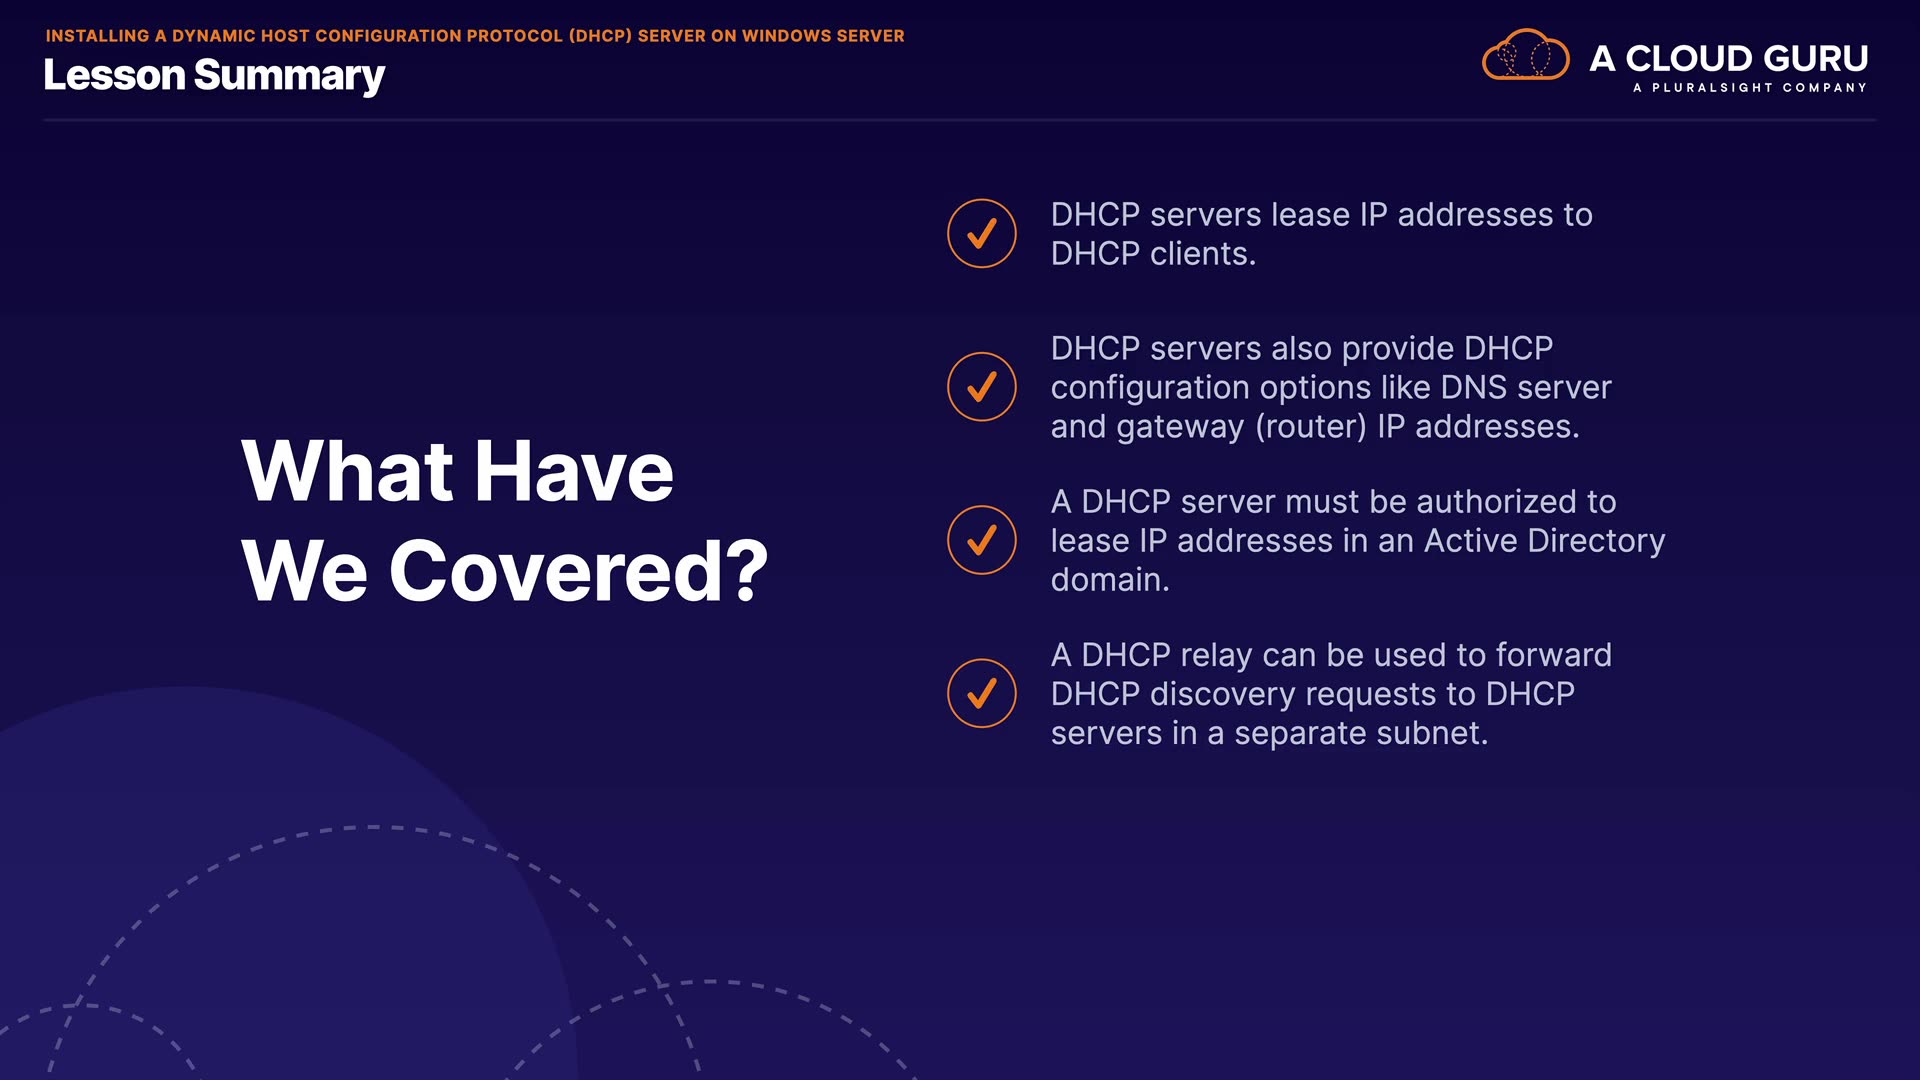 INSTALLING A DYNAMIC HOST CONFIGURATION PROTOCOL (DHCP) SERVER ON WINDOWS SERVER
Lesson Summary
A CLOUD GURU
A PLURALSIGHT COMPANY
What Have
We Covered?
DHCP servers lease IP addresses to
DHCP clients.
DHCP servers also provide DHCP
configuration options like DNS server
and gateway (router) IP addresses.
A DHCP server must be authorized to
lease IP addresses in an Active Directory
domain.
A DHCP relay can be used to forward
DHCP discovery requests to DHCP
servers in a separate subnet.